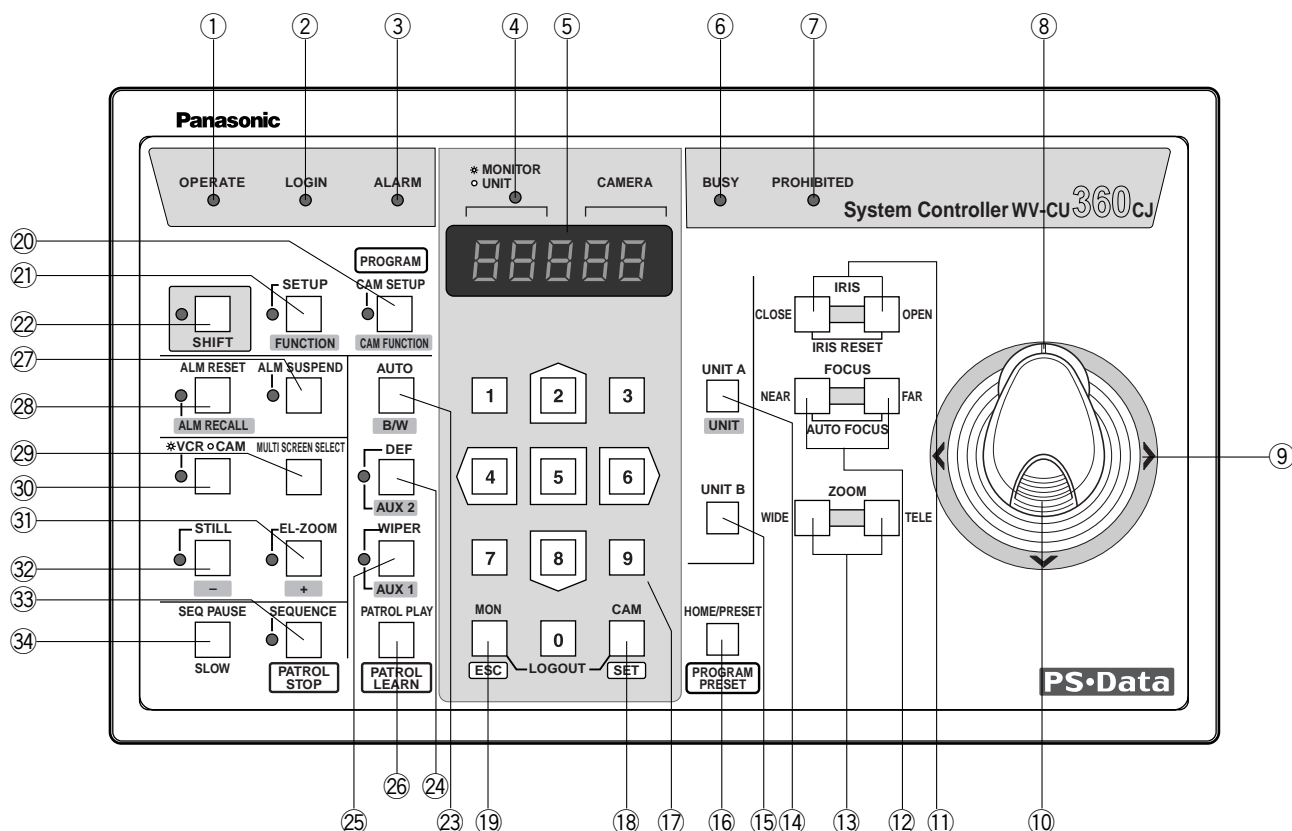 ① ② ③ ④ ⑤ ⑥ ⑦ ⑧
Panasonic
OPERATE LOGIN ALARM
MONITOR
UNIT
CAMERA
BUSY PROHIBITED
System Controller WV-CU360CJ
88888
⑳
㉑
㉒
PROGRAM
SETUP
CAM SETUP
SHIFT
FUNCTION
CAM FUNCTION
㉗
㉘
ALM RESET
ALM SUSPEND
AUTO
ALM RECALL
B/W
㉙
㉚
VCR CAM
MULTI SCREEN SELECT
DEF
AUX 2
㉛
㉜
STILL
EL-ZOOM
WIPER
–
+
AUX 1
㉝
㉞
SEQ PAUSE
SEQUENCE
PATROL PLAY
SLOW
PATROL
STOP
PATROL
LEARN
1 2 3
4 5 6
7 8 9
MON
CAM
0
ESC
LOGOUT
SET
UNIT A
UNIT
UNIT B
HOME/PRESET
PROGRAM
PRESET
IRIS
CLOSE OPEN
IRIS RESET
FOCUS
NEAR FAR
AUTO FOCUS
ZOOM
WIDE TELE
⑨
PS·Data
㉕ ㉖ ㉔ ㉓ ⑲ ⑱ ⑰ ⑯ ⑮ ⑭ ⑬ ⑫ ⑪ ⑩